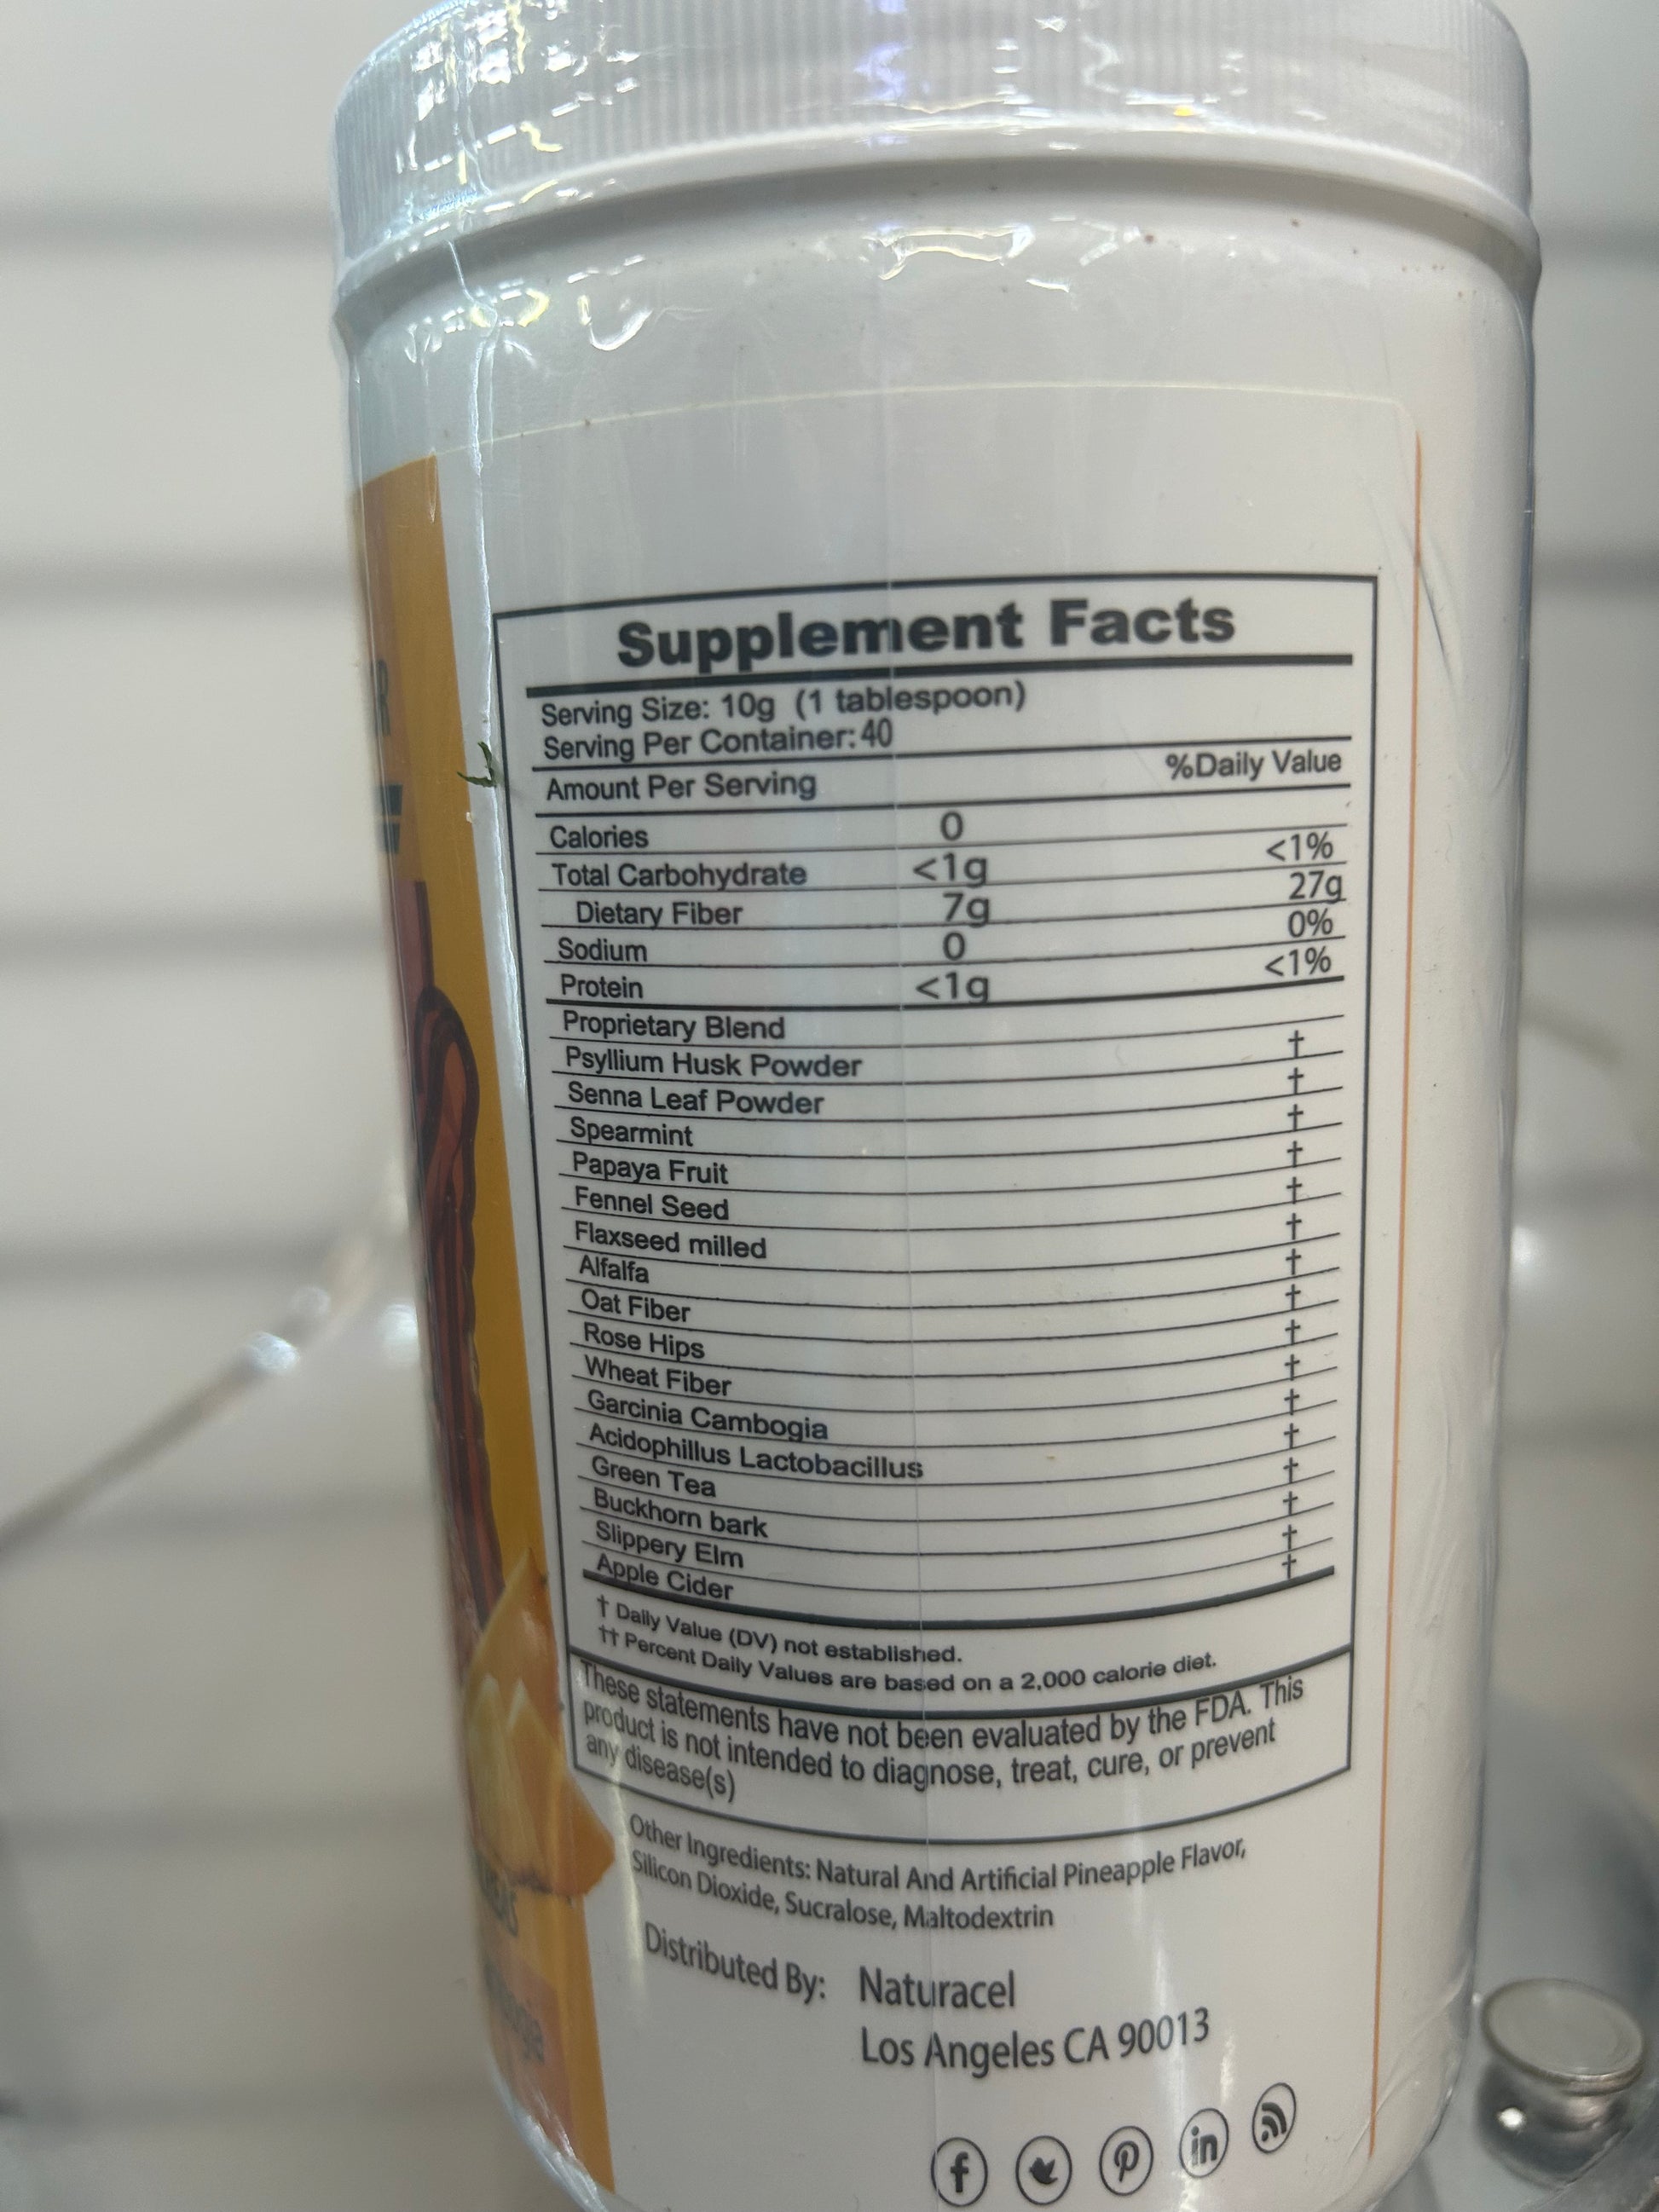 Supplement Facts
Serving Size: 10g (1 tablespoon)
Serving Per Container: 40
Amount Per Serving %Daily Value
Calories 0
Total Carbohydrate <1g <1%
Dietary Fiber 7g 27g
Sodium 0 0%
Protein <1g <1%
Proprietary Blend
Psyllium Husk Powder †
Senna Leaf Powder †
Spearmint †
Papaya Fruit †
Fennel Seed †
Flaxseed milled †
Alfalfa †
Oat Fiber †
Rose Hips †
Wheat Fiber †
Garcinia Cambogia †
Acidophillus Lactobacillus †
Green Tea †
Buckhorn bark †
Slippery Elm †
Apple Cider †
† Daily Value (DV) not established.
†† Percent Daily Values are based on a 2,000 calorie diet.
These statements have not been evaluated by the FDA. This
product is not intended to diagnose, treat, cure, or prevent
any disease(s)
Other Ingredients: Natural And Artificial Pineapple Flavor,
Silicon Dioxide, Sucralose, Maltodextrin
Distributed By: Naturacel
Los Angeles CA 90013